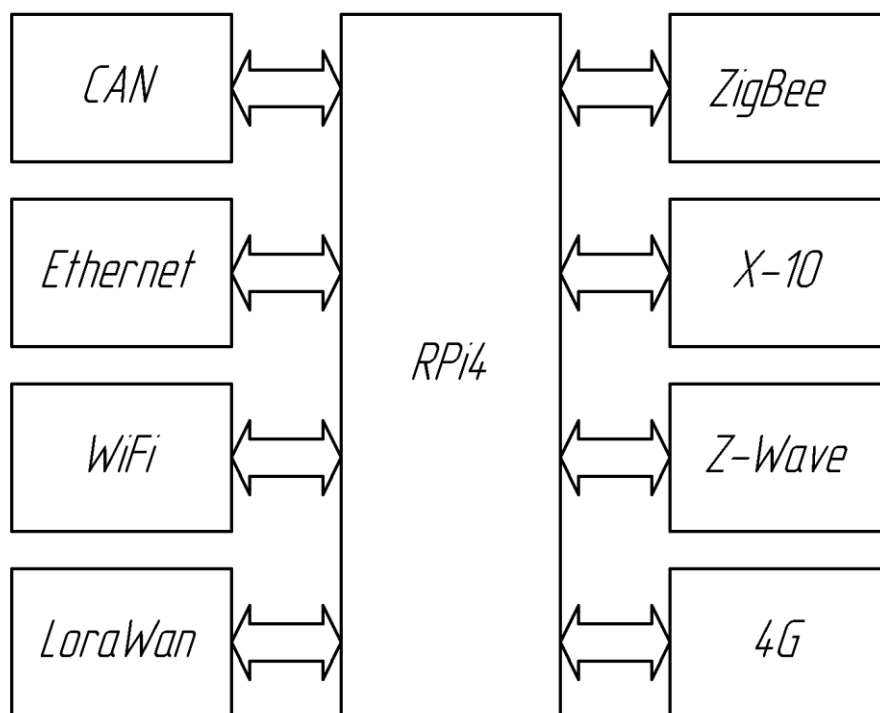 CAN
Ethernet
WiFi
LoraWan
RPi4
ZigBee
X-10
Z-Wave
4G